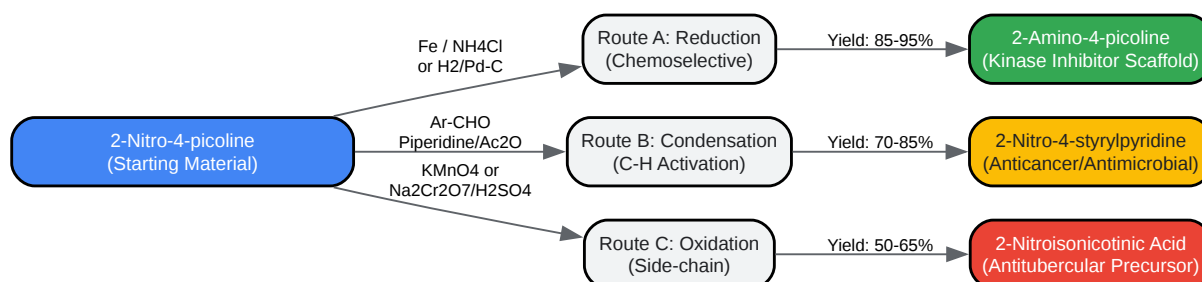 Fe / NH4Cl
or H2/Pd-C
Route A: Reduction
(Chemoselective)
Yield: 85-95%
2-Amino-4-picoline
(Kinase Inhibitor Scaffold)
2-Nitro-4-picoline
(Starting Material)
Ar-CHO
Piperidine/Ac2O
Route B: Condensation
(C-H Activation)
Yield: 70-85%
2-Nitro-4-styrylpyridine
(Anticancer/Antimicrobial)
KMnO4 or
Na2Cr2O7/H2SO4
Route C: Oxidation
(Side-chain)
Yield: 50-65%
2-Nitroisonicotinic Acid
(Antitubercular Precursor)